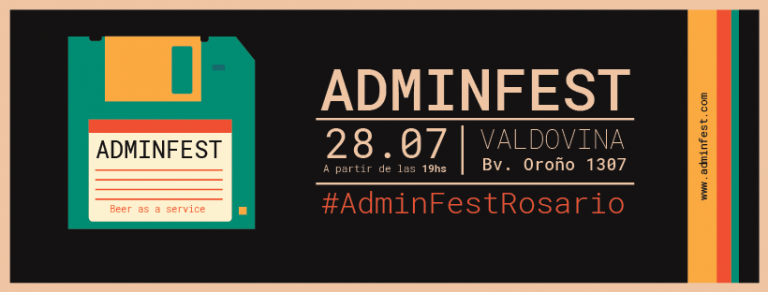 ADMINFEST
Beer as a service
ADMINFEST
28.07
A partir de las 19hs
VALDOVINA
Bv. Oroño 1307
#AdminFestRosario
www.adminfest.com